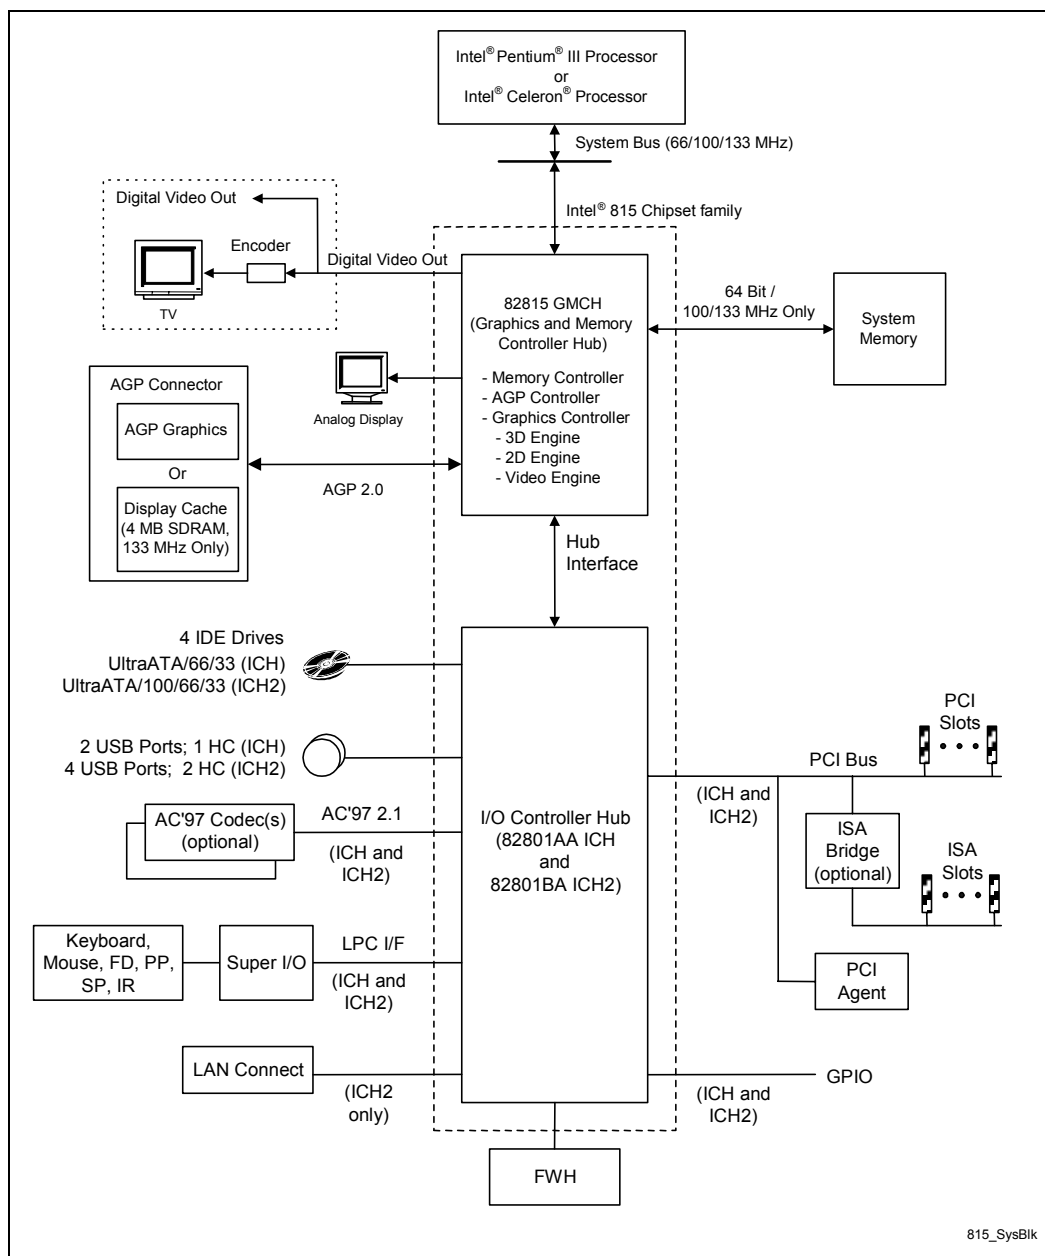 Intel® Pentium® III Processor
or
Intel® Celeron® Processor
System Bus (66/100/133 MHz)
Intel® 815 Chipset family
Digital Video Out
Encoder
Digital Video Out
TV
82815 GMCH
(Graphics and Memory
Controller Hub)
- Memory Controller
- AGP Controller
- Graphics Controller
- 3D Engine
- 2D Engine
- Video Engine
64 Bit /
100/133 MHz Only
System
Memory
Analog Display
AGP Connector
AGP Graphics
Or
Display Cache
(4 MB SDRAM,
133 MHz Only)
AGP 2.0
Hub
Interface
4 IDE Drives
UltraATA/66/33 (ICH)
UltraATA/100/66/33 (ICH2)
2 USB Ports; 1 HC (ICH)
4 USB Ports; 2 HC (ICH2)
AC'97 Codec(s)
(optional)
AC'97 2.1
(ICH and
ICH2)
I/O Controller Hub
(82801AA ICH
and
82801BA ICH2)
PCI
Slots
PCI Bus
(ICH and
ICH2)
ISA
Bridge
(optional)
ISA
Slots
Keyboard,
Mouse, FD, PP,
SP, IR
Super I/O
LPC I/F
(ICH and
ICH2)
PCI
Agent
LAN Connect
(ICH2
only)
(ICH and
ICH2)
GPIO
FWH
815_SysBlk